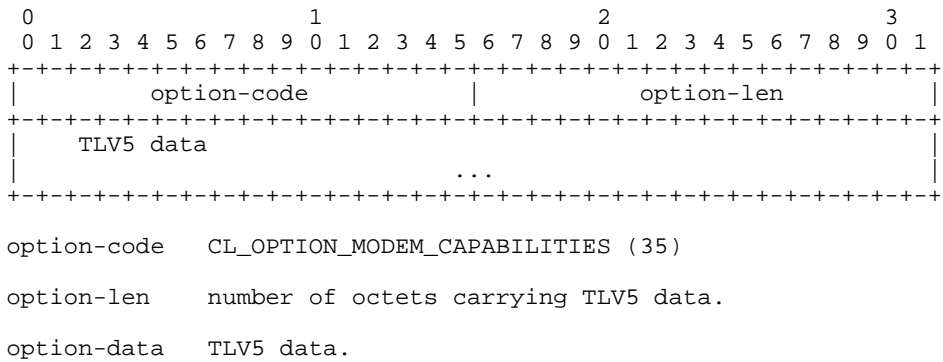 0                   1                   2                   3
 0 1 2 3 4 5 6 7 8 9 0 1 2 3 4 5 6 7 8 9 0 1 2 3 4 5 6 7 8 9 0 1
+-+-+-+-+-+-+-+-+-+-+-+-+-+-+-+-+-+-+-+-+-+-+-+-+-+-+-+-+-+-+-+-+
|         option-code           |           option-len          |
+-+-+-+-+-+-+-+-+-+-+-+-+-+-+-+-+-+-+-+-+-+-+-+-+-+-+-+-+-+-+-+-+
|    TLV5 data                                                  |
|                              ...                              |
+-+-+-+-+-+-+-+-+-+-+-+-+-+-+-+-+-+-+-+-+-+-+-+-+-+-+-+-+-+-+-+-+
option-code   CL_OPTION_MODEM_CAPABILITIES (35)
option-len    number of octets carrying TLV5 data.
option-data   TLV5 data.